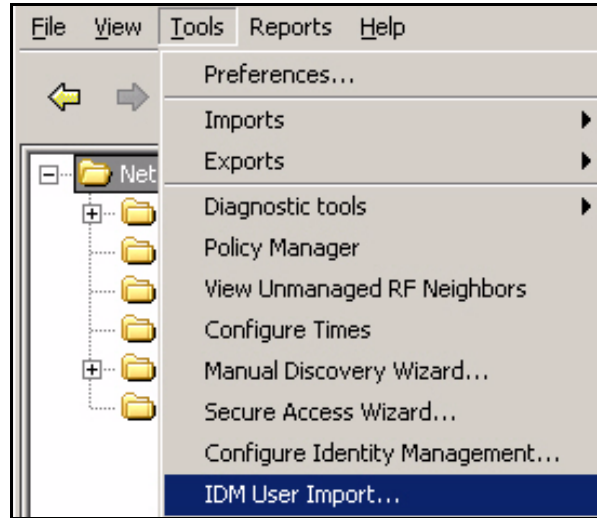 File View Tools Reports Help
Preferences...
Imports
Exports
Net
Diagnostic tools
Policy Manager
View Unmanaged RF Neighbors
Configure Times
Manual Discovery Wizard...
Secure Access Wizard...
Configure Identity Management...
IDM User Import...